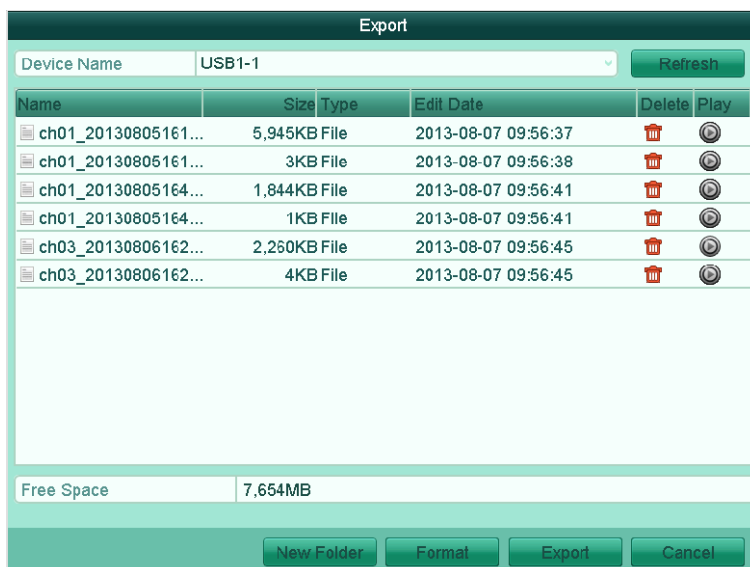 Export
Device Name USB1-1 Refresh
Name Size Type Edit Date Delete Play
ch01_20130805161... 5,945KB File 2013-08-07 09:56:37
ch01_20130805161... 3KB File 2013-08-07 09:56:38
ch01_20130805164... 1,844KB File 2013-08-07 09:56:41
ch01_20130805164... 1KB File 2013-08-07 09:56:41
ch03_20130806162... 2,260KB File 2013-08-07 09:56:45
ch03_20130806162... 4KB File 2013-08-07 09:56:45
Free Space 7,654MB
New Folder Format Export Cancel